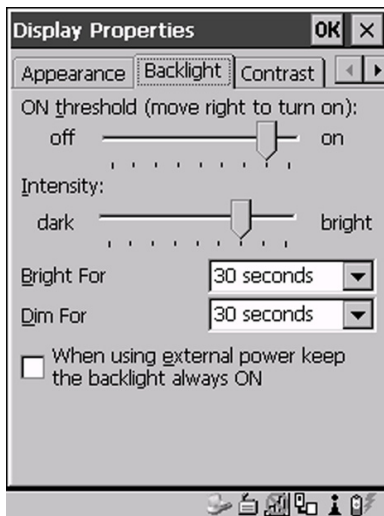 Display Properties OK ×
Appearance Backlight Contrast
ON threshold (move right to turn on):
off on
Intensity:
dark bright
Bright For 30 seconds
Dim For 30 seconds
When using external power keep
the backlight always ON